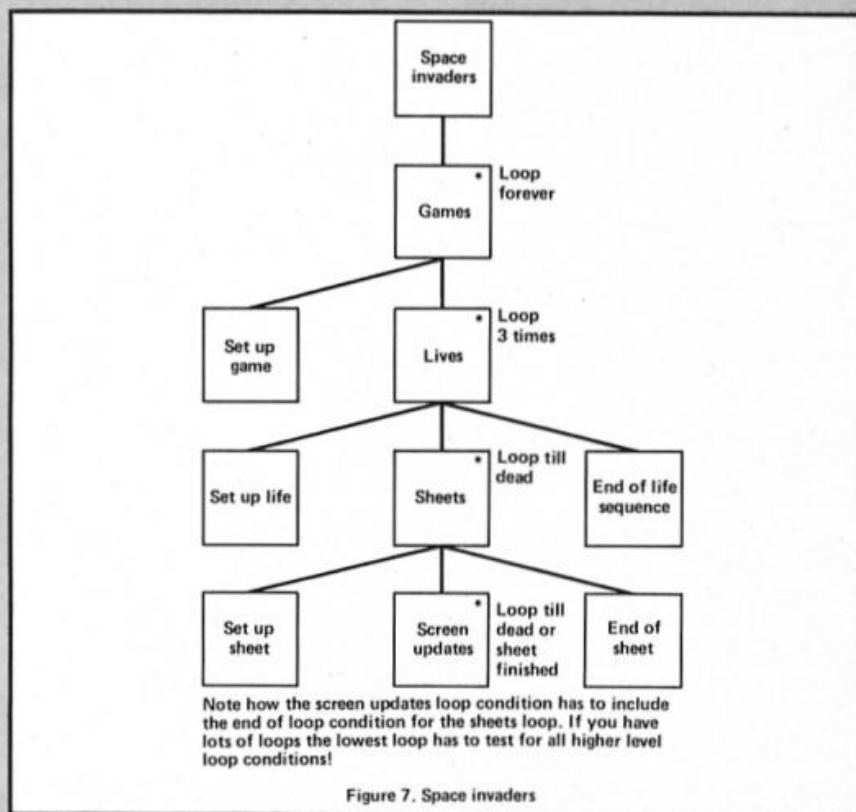 Space
invaders
*
Loop
forever
Games
Set up
game
*
Loop
3 times
Lives
Set up life
*
Loop till
dead
Sheets
End of life
sequence
Set up
sheet
*
Screen
updates
Loop till
dead or
sheet
finished
End of
sheet
Note how the screen updates loop condition has to include
the end of loop condition for the sheets loop. If you have
lots of loops the lowest loop has to test for all higher level
loop conditions!
Figure 7. Space invaders